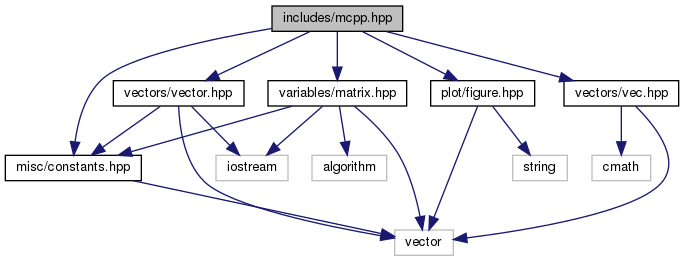 includes/mcpp.hpp
vectors/vector.hpp
variables/matrix.hpp
plot/figure.hpp
vectors/vec.hpp
misc/constants.hpp
iostream
algorithm
string
cmath
vector